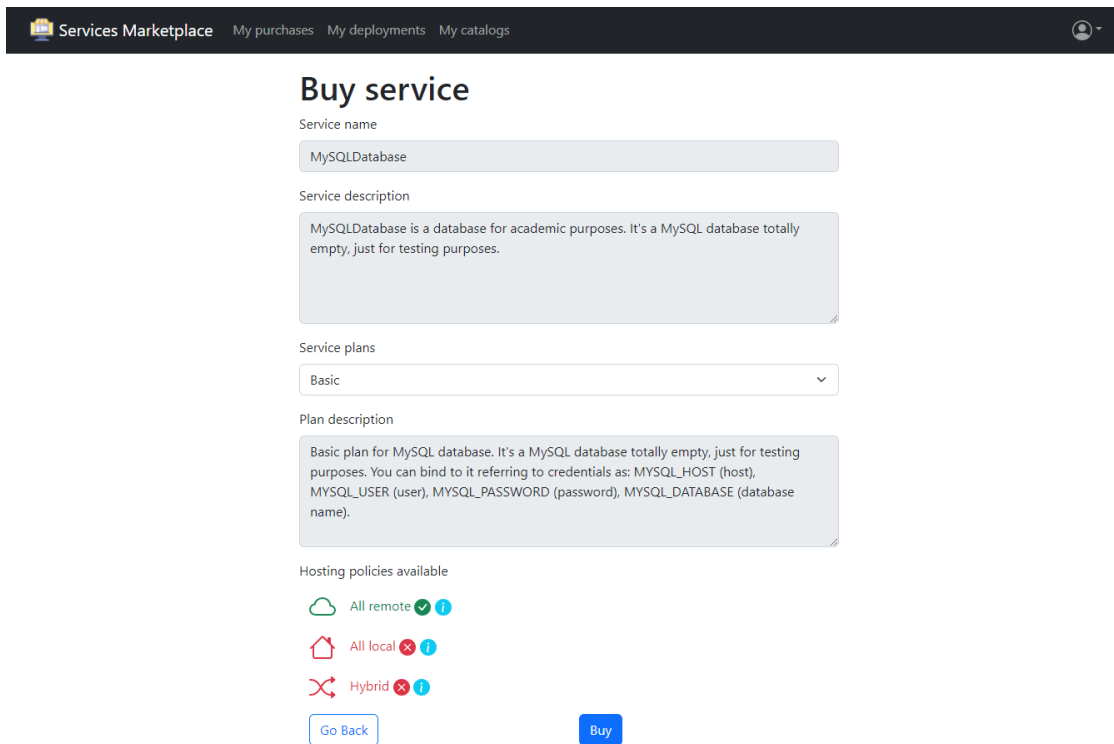 Services Marketplace My purchases My deployments My catalogs
Buy service
Service name
MySQLDatabase
Service description
MySQLDatabase is a database for academic purposes. It's a MySQL database totally
empty, just for testing purposes.
Service plans
Basic
Plan description
Basic plan for MySQL database. It's a MySQL database totally empty, just for testing
purposes. You can bind to it referring to credentials as: MYSQL_HOST (host),
MYSQL_USER (user), MYSQL_PASSWORD (password), MYSQL_DATABASE (database
name).
Hosting policies available
All remote
All local
Hybrid
Go Back Buy